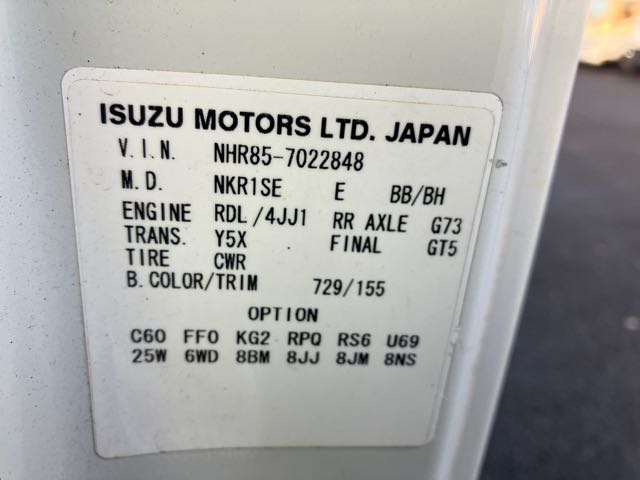 ISUZU MOTORS LTD. JAPAN
V.I.N. NHR85-7022848
M.D. NKR1SE E BB/BH
ENGINE RDL/4JJ1 RR AXLE G73
TRANS. Y5X FINAL GT5
TIRE CWR
B.COLOR/TRIM 729/155
OPTION
C60 FF0 KG2 RPQ RS6 U69
25W 6WD 8BM 8JJ 8JM 8NS